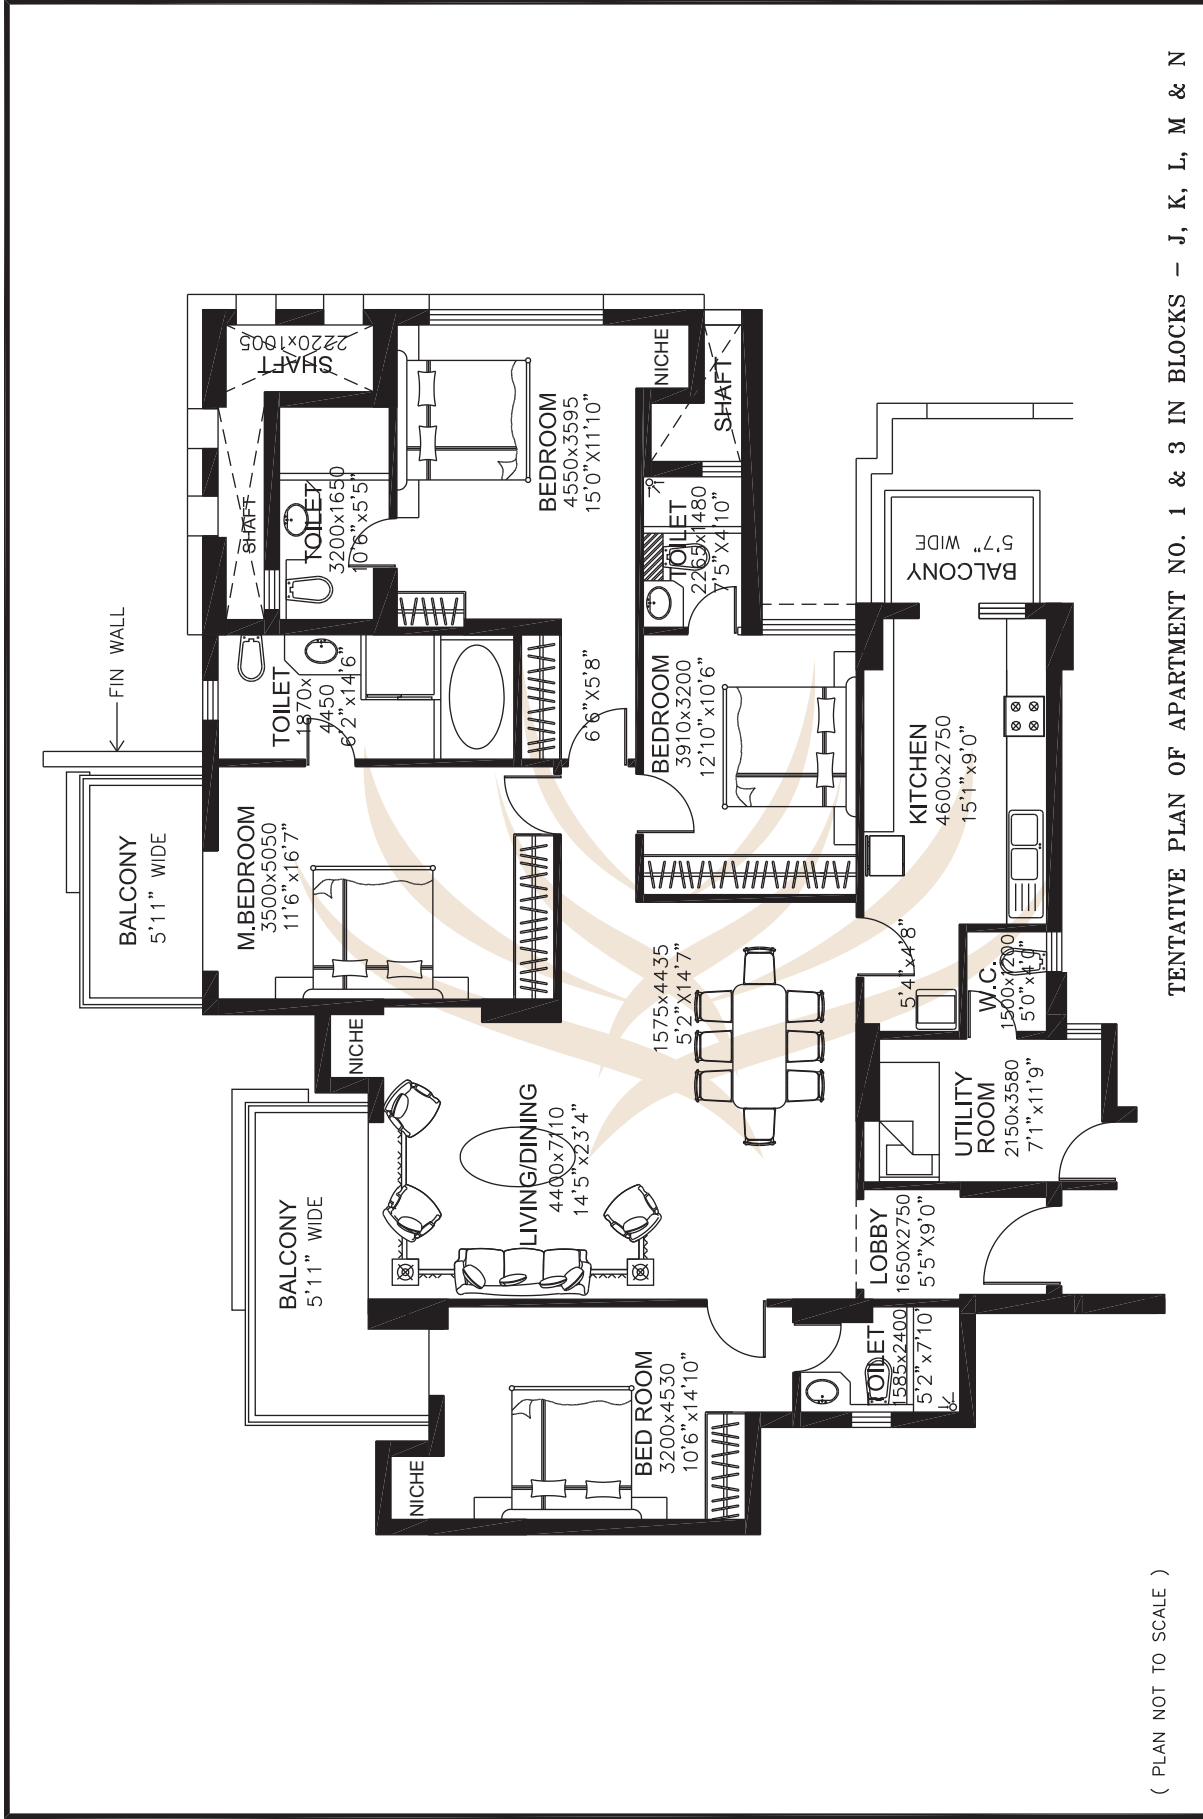 FIN WALL
BALCONY
5'11" WIDE
BALCONY
5'11" WIDE
SHAFT
2220x1005
SHAFT
TOILET
3200x1650
10'6"x5'5"
TOILET
1870x
4450
6'2"x14'6"
M.BEDROOM
3500x5050
11'6"x16'7"
BEDROOM
4550x3595
15'0"X11'10"
NICHE
SHAFT
6'6"X5'8"
TOILET
2265x1480
7'5"X4'10"
BEDROOM
3910x3200
12'10"x10'6"
BALCONY
5'7" WIDE
KITCHEN
4600x2750
15'1"x9'0"
NICHE
LIVING/DINING
4400x7110
14'5"x23'4"
1575x4435
5'2"x14'7"
5'4"x4'8"
W.C.
1500x1200
5'0"x4'0"
UTILITY
ROOM
2150x3580
7'1"x11'9"
LOBBY
1650X2750
5'5"X9'0"
TOILET
1585x2400
5'2"x7'10"
BED ROOM
3200x4530
10'6"x14'10"
NICHE
TENTATIVE PLAN OF APARTMENT NO. 1 & 3 IN BLOCKS – J, K, L, M & N
( PLAN NOT TO SCALE )